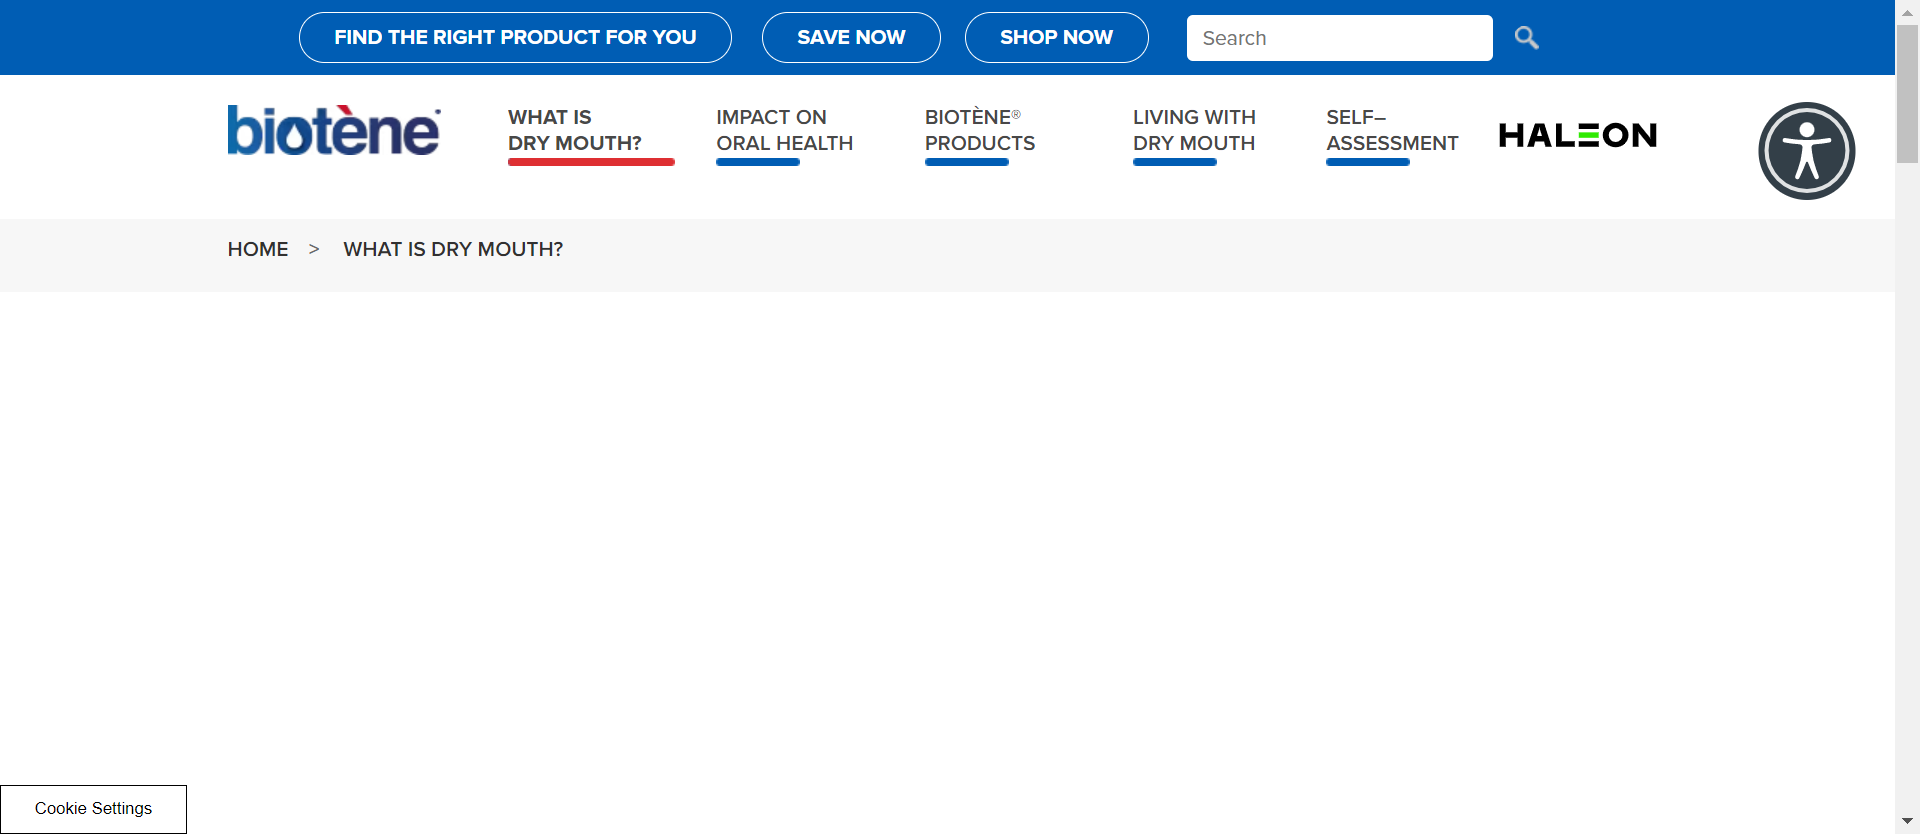 FIND THE RIGHT PRODUCT FOR YOU
SAVE NOW
SHOP NOW
Search
biotène®
WHAT IS
DRY MOUTH?
IMPACT ON
ORAL HEALTH
BIOTÈNE®
PRODUCTS
LIVING WITH
DRY MOUTH
SELF–
ASSESSMENT
HALEON
HOME > WHAT IS DRY MOUTH?
Cookie Settings